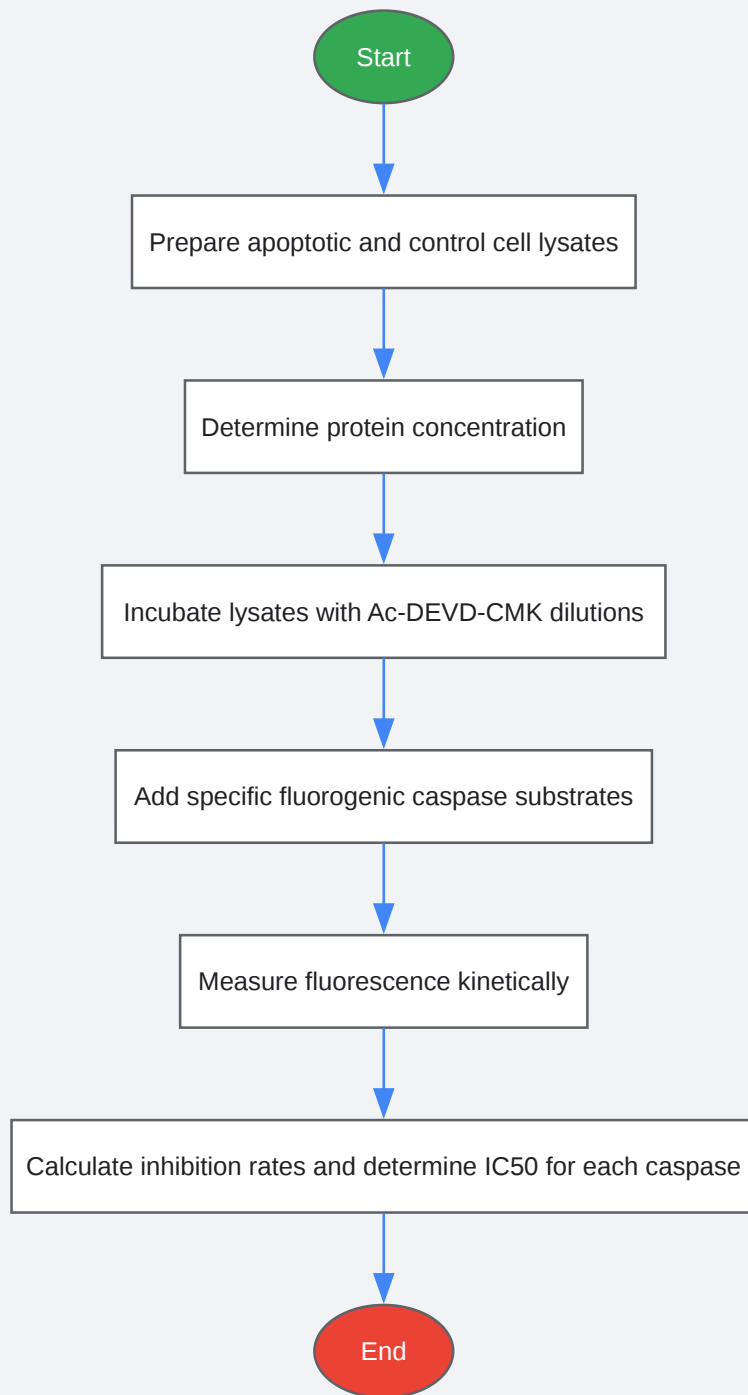 Start
Prepare apoptotic and control cell lysates
Determine protein concentration
Incubate lysates with Ac-DEVD-CMK dilutions
Add specific fluorogenic caspase substrates
Measure fluorescence kinetically
Calculate inhibition rates and determine IC50 for each caspase
End